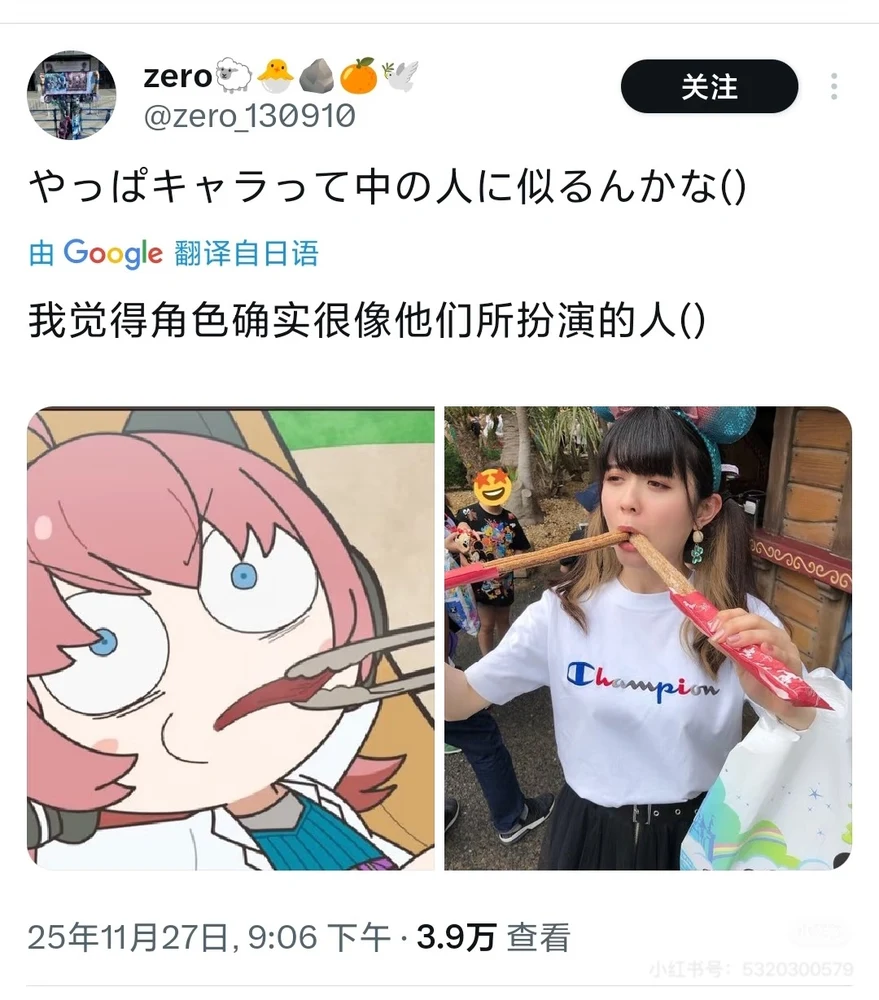 zero🐑🐥🪨🍊🕊️
关注
@zero_130910
やっぱキャラって中の人に似るんかな()
由 Google 翻译自日语
我觉得角色确实很像他们所扮演的人()
Champion
25年11月27日, 9:06 下午 · 3.9万 查看
小红书号: 5320300579